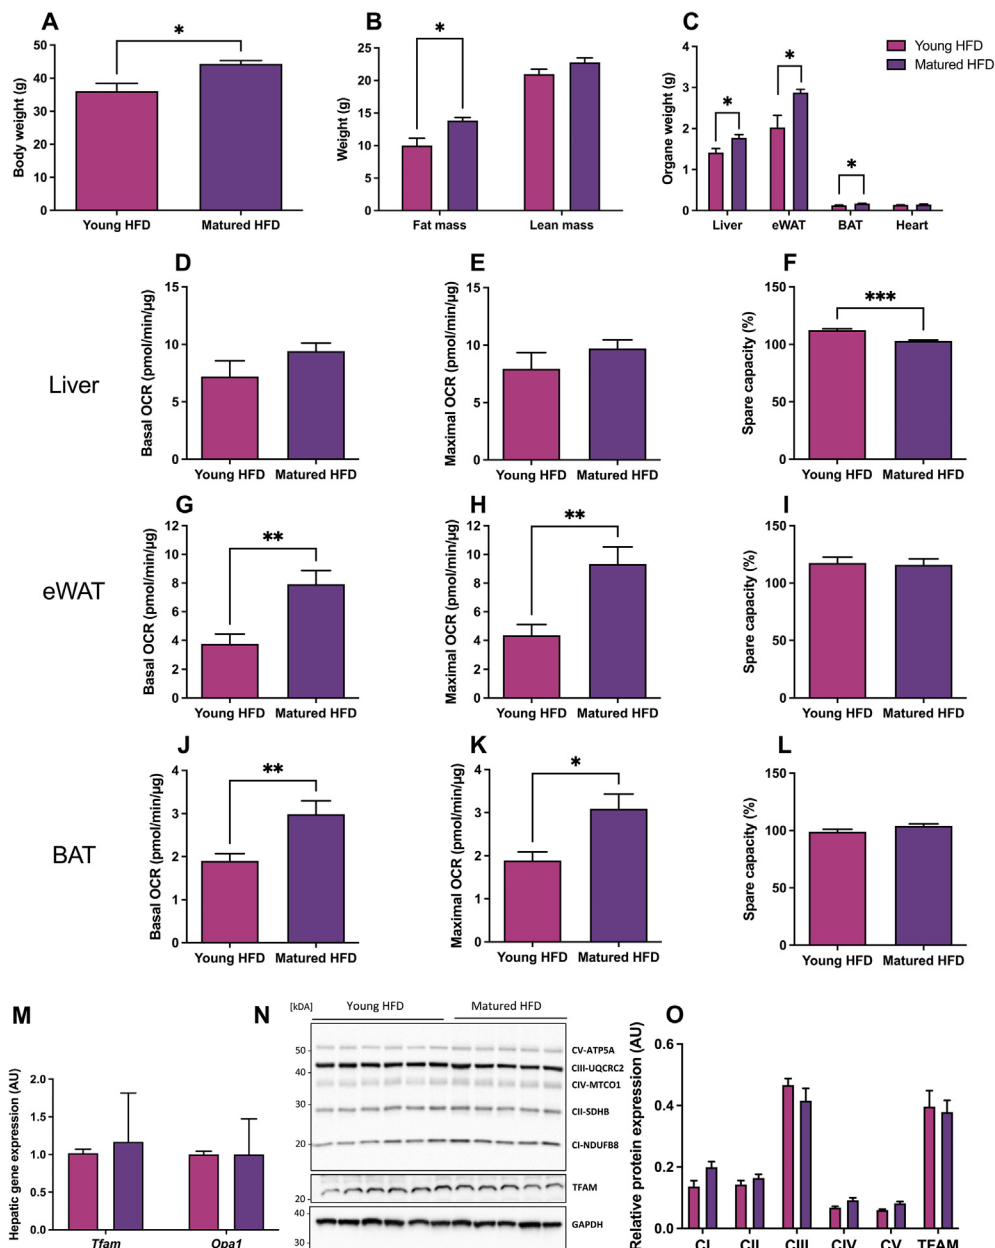 A
Body weight (g)
50
40
30
20
10
0
*
Young HFD Matured HFD
B
Weight (g)
25
20
15
10
5
0
*
Fat mass Lean mass
C
Organe weight (g)
4
3
2
1
0
* * *
Liver eWAT BAT Heart
Young HFD
Matured HFD
Liver
D
Basal OCR (pmol/min/µg)
15
10
5
0
Young HFD Matured HFD
E
Maximal OCR (pmol/min/µg)
15
10
5
0
Young HFD Matured HFD
F
Spare capacity (%)
150
100
50
0
***
Young HFD Matured HFD
eWAT
G
Basal OCR (pmol/min/µg)
12
10
8
6
4
2
0
**
Young HFD Matured HFD
H
Maximal OCR (pmol/min/µg)
12
10
8
6
4
2
0
**
Young HFD Matured HFD
I
Spare capacity (%)
150
100
50
0
Young HFD Matured HFD
BAT
J
Basal OCR (pmol/min/µg)
4
3
2
1
0
**
Young HFD Matured HFD
K
Maximal OCR (pmol/min/µg)
4
3
2
1
0
*
Young HFD Matured HFD
L
Spare capacity (%)
150
100
50
0
Young HFD Matured HFD
M
Hepatic gene expression (AU)
2.0
1.5
1.0
0.5
0.0
Tfam Opa1
N
[kDA] Young HFD Matured HFD
50
40
30
20
CV-ATP5A
CIII-UQCRC2
CIV-MTCO1
CII-SDHB
CI-NDUFB8
20
TFAM
40
30
GAPDH
O
Relative protein expression (AU)
0.6
0.4
0.2
0.0
CI CII CIII CIV CV TFAM